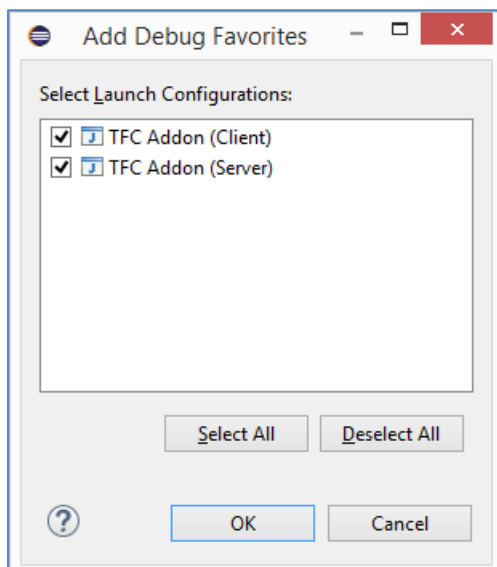 Add Debug Favorites
Select Launch Configurations:
TFC Addon (Client)
TFC Addon (Server)
Select All Deselect All
OK Cancel